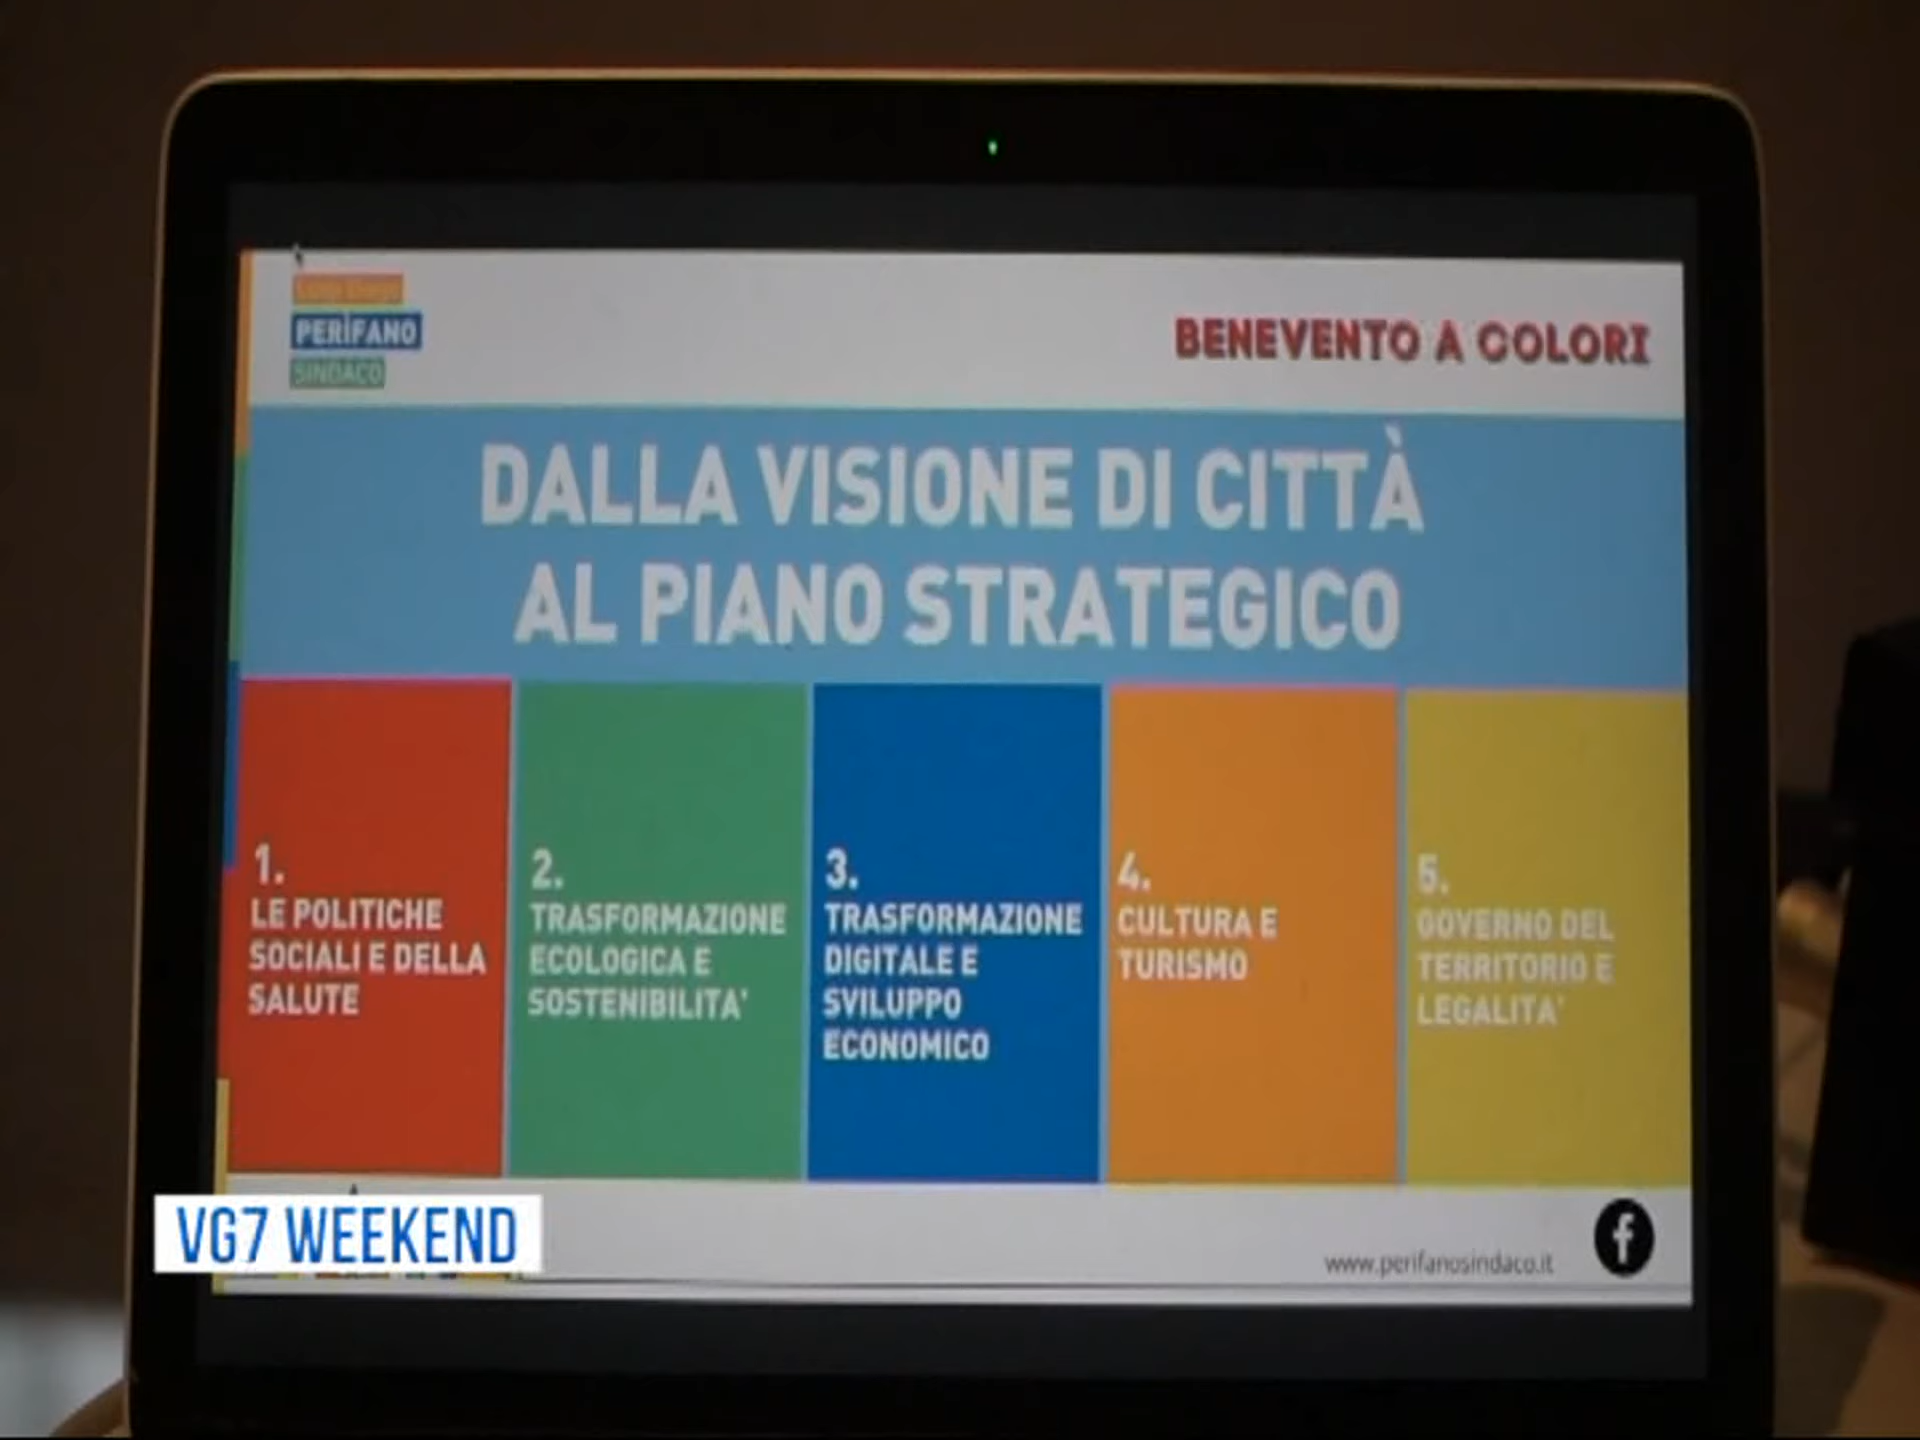 PERÌFANO
SINDACO
BENEVENTO A COLORI
DALLA VISIONE DI CITTÀ
AL PIANO STRATEGICO
1.
LE POLITICHE
SOCIALI E DELLA
SALUTE
2.
TRASFORMAZIONE
ECOLOGICA E
SOSTENIBILITA'
3.
TRASFORMAZIONE
DIGITALE E
SVILUPPO
ECONOMICO
4.
CULTURA E
TURISMO
5.
GOVERNO DEL
TERRITORIO E
LEGALITA'
VG7 WEEKEND
www.perifanosindaco.it
f